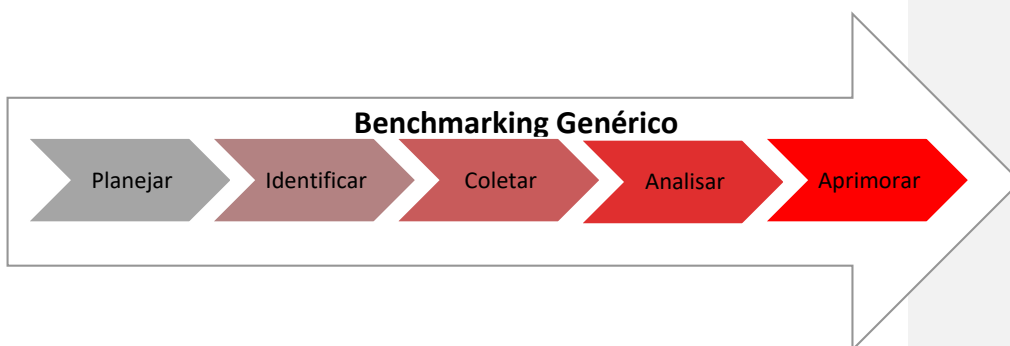 Benchmarking Genérico
Planejar Identificar Coletar Analisar Aprimorar